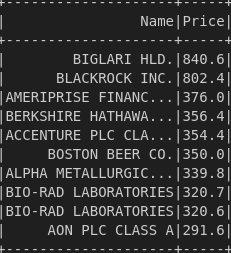 +--------------------+-----+
|                Name|Price|
+--------------------+-----+
|        BIGLARI HLD.|840.6|
|      BLACKROCK INC.|802.4|
|AMERIPRISE FINANC...|376.0|
|BERKSHIRE HATHAWA...|356.4|
|ACCENTURE PLC CLA...|354.4|
|     BOSTON BEER CO.|350.0|
|ALPHA METALLURGIC...|339.8|
|BIO-RAD LABORATORIES|320.7|
|BIO-RAD LABORATORIES|320.6|
|     AON PLC CLASS A|291.6|
+--------------------+-----+